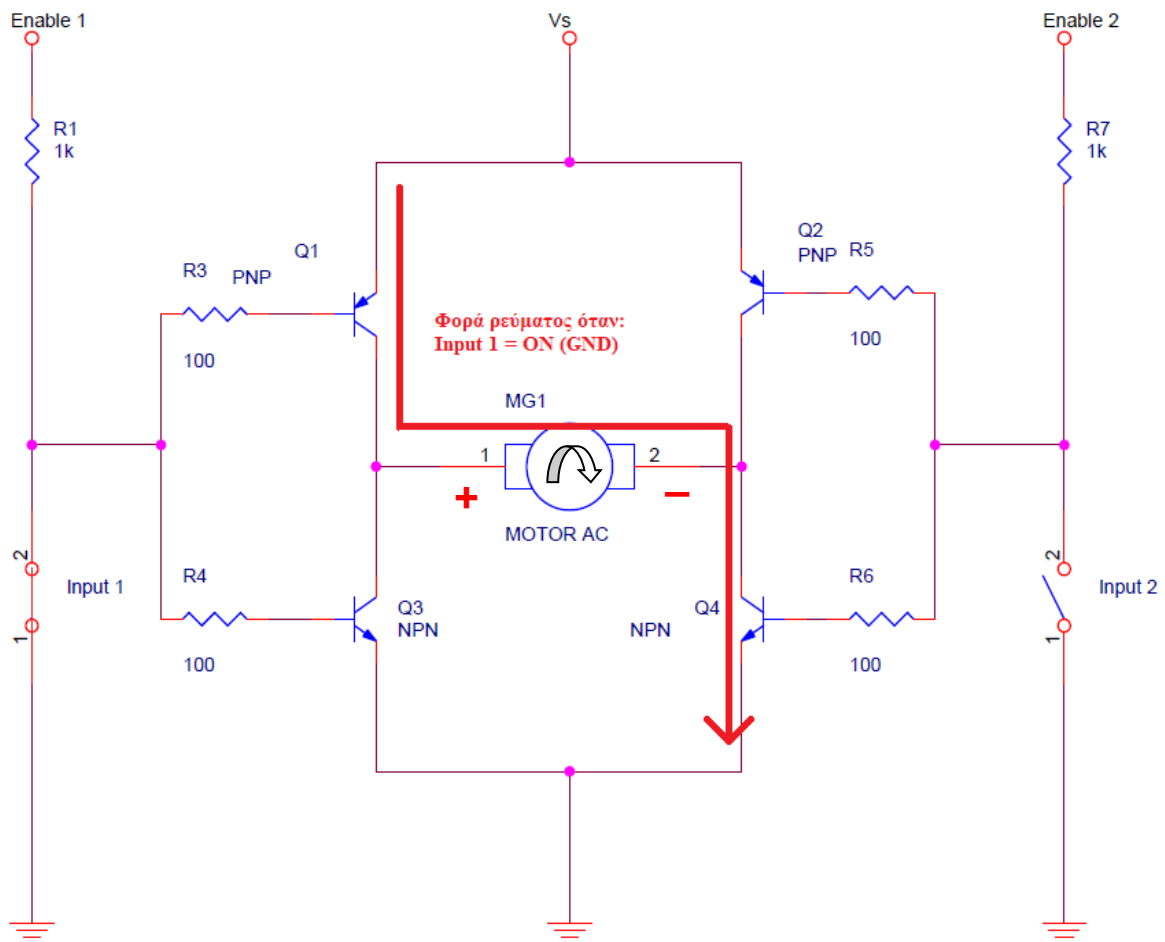 Enable 1
Vs
Enable 2
R1
1k
R7
1k
Q1
Q2
PNP
R5
R3
PNP
100
100
Φορά ρεύματος όταν:
Input 1 = ON (GND)
MG1
1
2
+
−
MOTOR AC
2
1
Input 1
R4
100
Q3
NPN
Q4
NPN
R6
100
2
1
Input 2